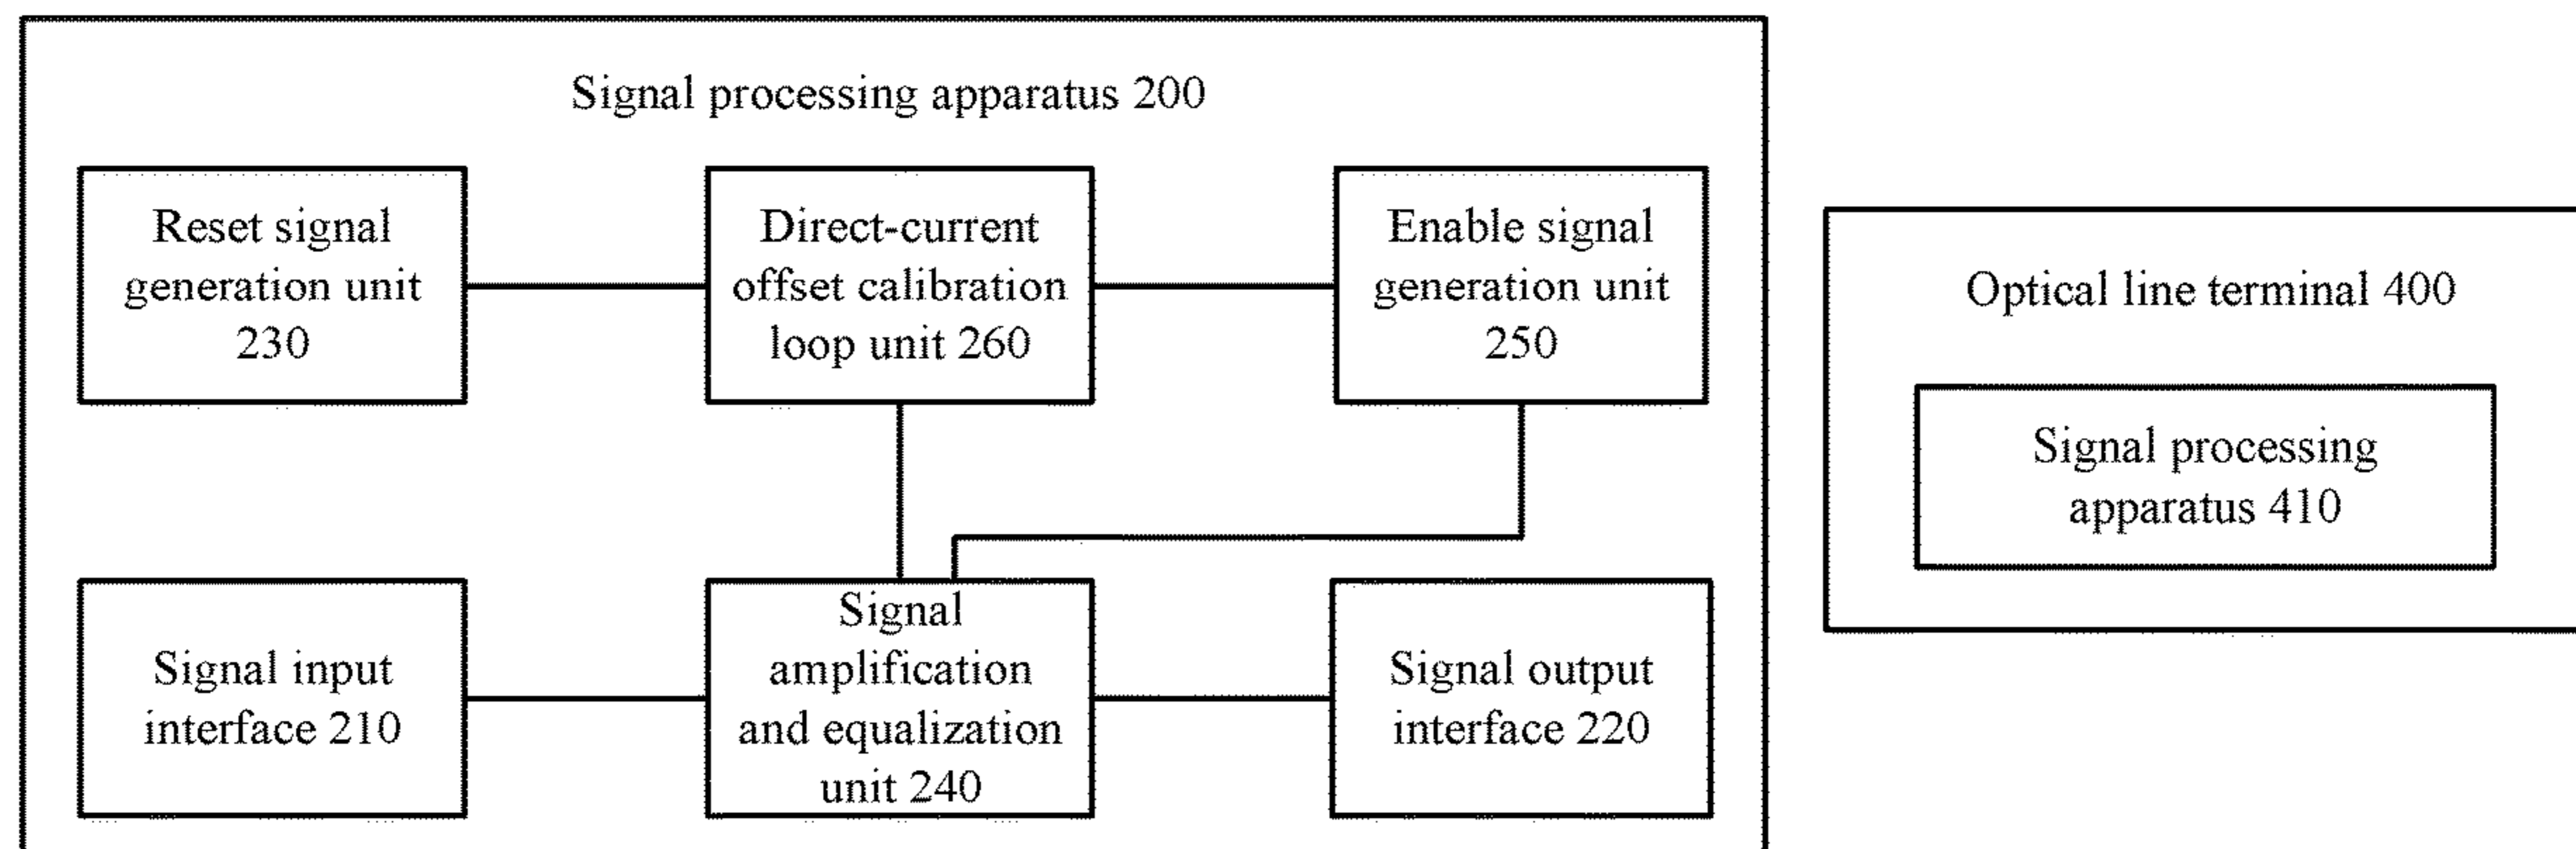 Signal processing apparatus 200
Reset signal
generation unit
230
Direct-current
offset calibration
loop unit 260
Enable signal
generation unit
250
Signal input
interface 210
Signal
amplification
and equalization
unit 240
Signal output
interface 220
Optical line terminal 400
Signal processing
apparatus 410